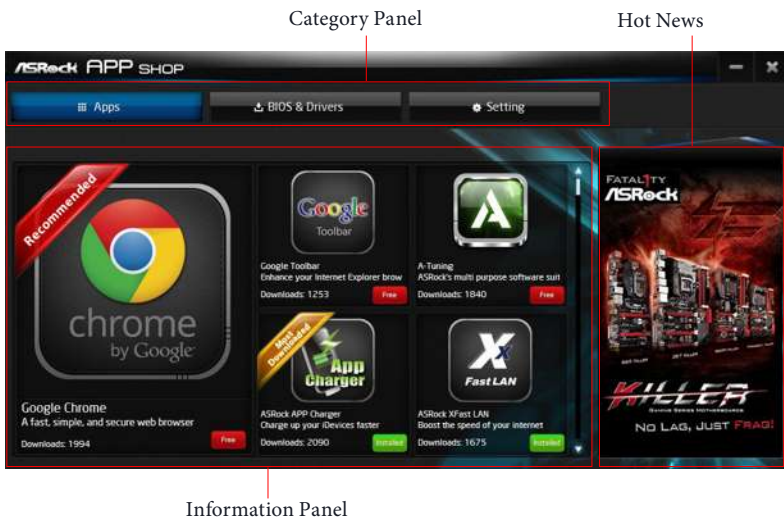 Category Panel
Hot News
ASRock APP SHOP
Apps
BIOS & Drivers
Setting
Recommended
chrome
by Google
Google Chrome
A fast, simple, and secure web browser
Downloads: 1994
Free
Google
Toolbar
Google Toolbar
Enhance your Internet Explorer brow
Downloads: 1253
Free
A
A-Tuning
ASRock's multi purpose software suit
Downloads: 1840
Free
Most
Downloaded
App
Charger
ASRock APP Charger
Charge up your iDevices faster
Downloads: 2090
Installed
X
Fast LAN
ASRock XFast LAN
Boost the speed of your internet
Downloads: 1675
Installed
FATAL1TY
ASRock
KILLER
GAMING SERIES MOTHERBOARDS
NO LAG, JUST FRAG!
Information Panel